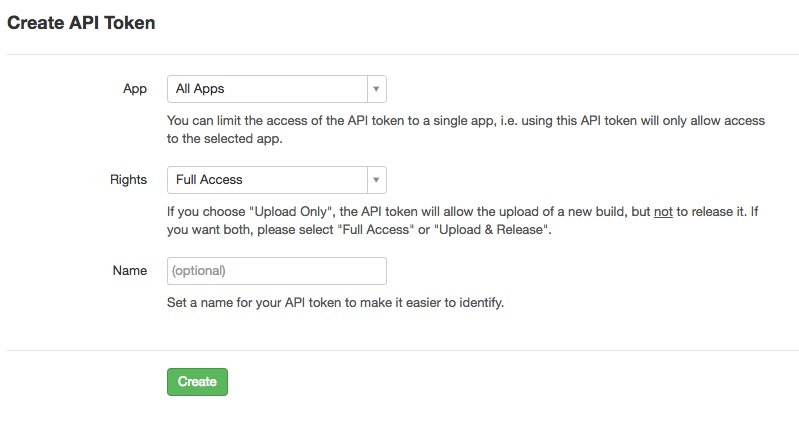 Create API Token
App All Apps
You can limit the access of the API token to a single app, i.e. using this API token will only allow access
to the selected app.
Rights Full Access
If you choose "Upload Only", the API token will allow the upload of a new build, but not to release it. If
you want both, please select "Full Access" or "Upload & Release".
Name (optional)
Set a name for your API token to make it easier to identify.
Create